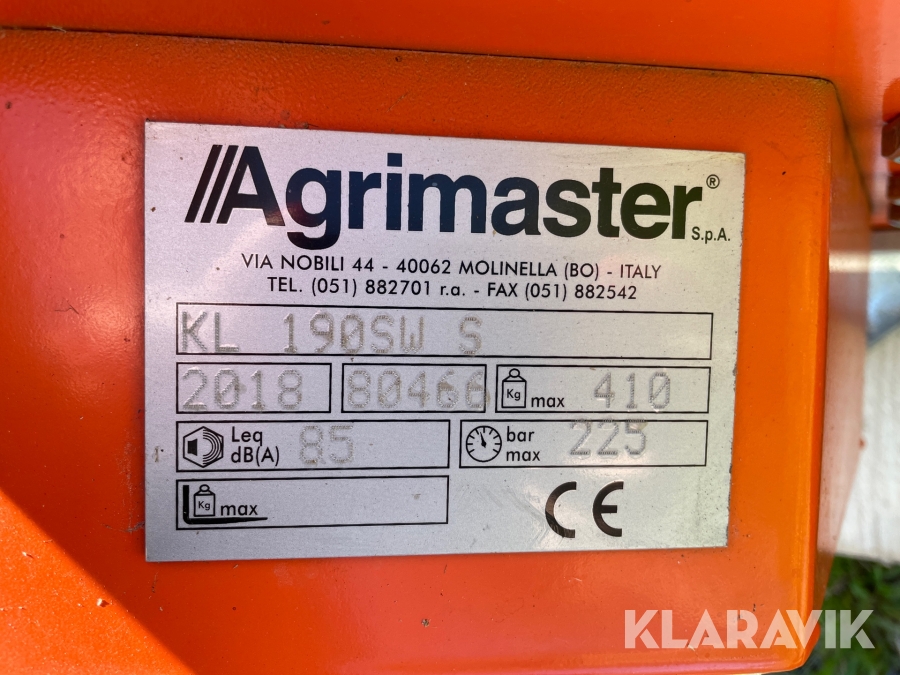 Agrimaster® S.p.A.
VIA NOBILI 44 - 40062 MOLINELLA (BO) - ITALY
TEL. (051) 882701 r.a. - FAX (051) 882542
KL 190SW S
2018 80466 Kg max 410
Leq dB(A) 85 bar max 225
Kg max
CE
KLARAVIK